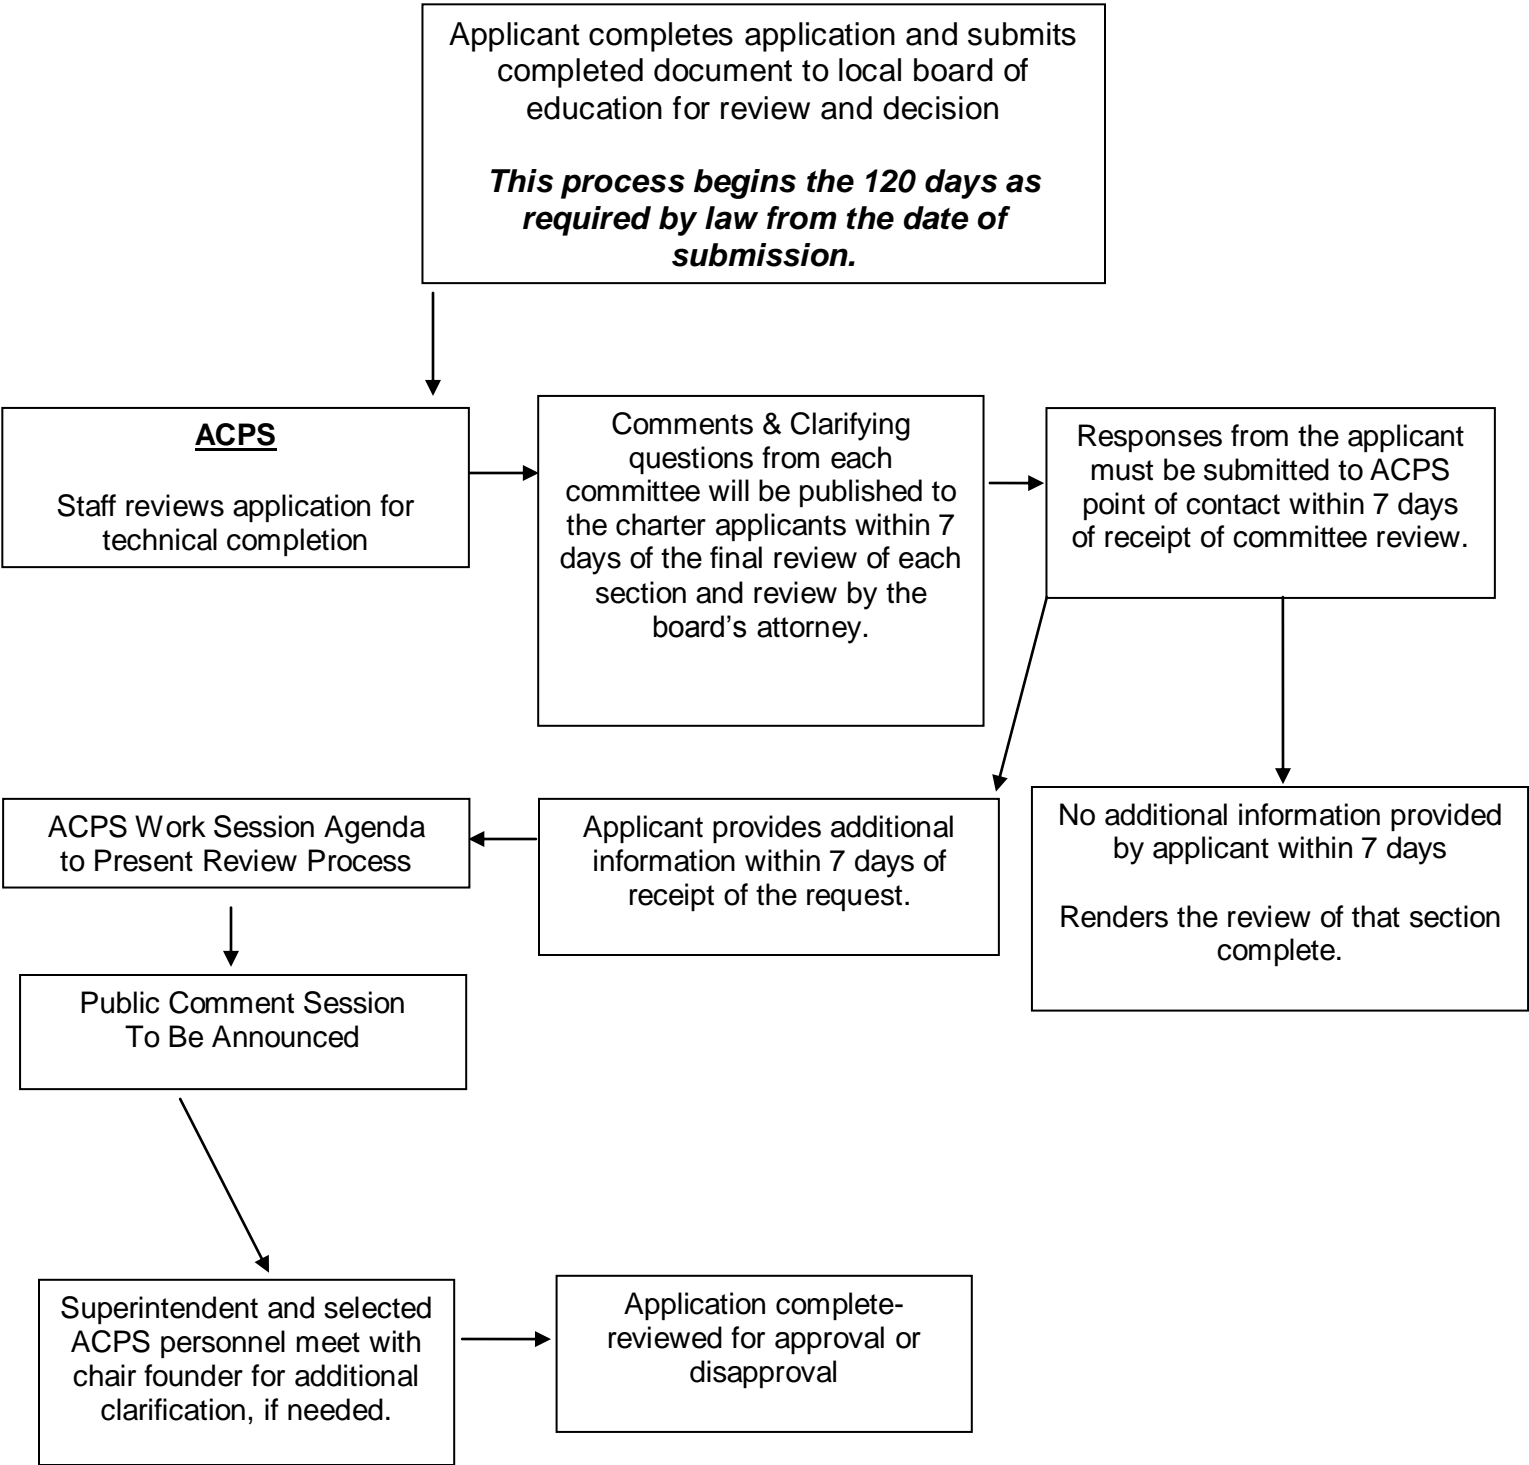 Applicant completes application and submits
completed document to local board of
education for review and decision
This process begins the 120 days as
required by law from the date of
submission.
ACPS
Staff reviews application for
technical completion
Comments & Clarifying
questions from each
committee will be published to
the charter applicants within 7
days of the final review of each
section and review by the
board’s attorney.
Responses from the applicant
must be submitted to ACPS
point of contact within 7 days
of receipt of committee review.
ACPS Work Session Agenda
to Present Review Process
Applicant provides additional
information within 7 days of
receipt of the request.
No additional information provided
by applicant within 7 days
Renders the review of that section
complete.
Public Comment Session
To Be Announced
Superintendent and selected
ACPS personnel meet with
chair founder for additional
clarification, if needed.
Application complete-
reviewed for approval or
disapproval